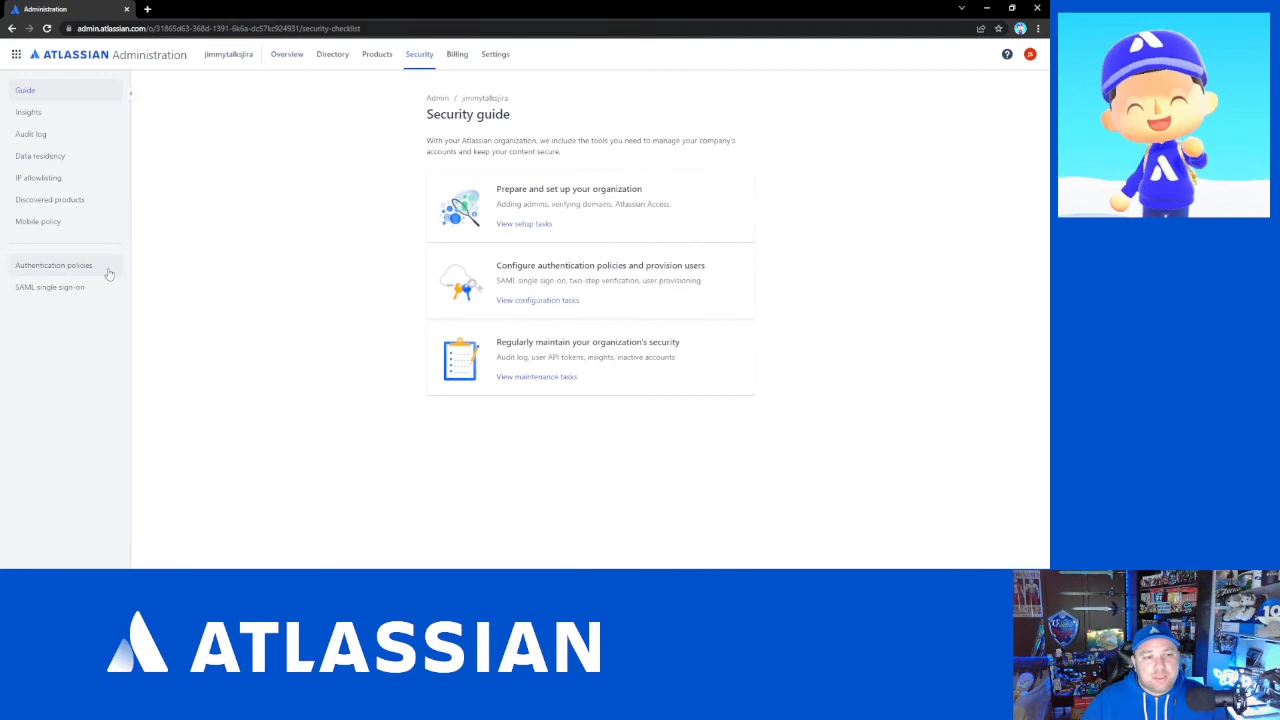 Administration
admin.atlassian.com/o/31865d63-368d-1391-6k6a-dc57kc924931/security-checklist
ATLASSIAN Administration
jimmytalksjira
Overview
Directory
Products
Security
Billing
Settings
JS
Guide
Insights
Audit log
Data residency
IP allowlisting
Discovered products
Mobile policy
Authentication policies
SAML single sign-on
Admin / jimmytalksjira
Security guide
With your Atlassian organization, we include the tools you need to manage your company's
accounts and keep your content secure.
Prepare and set up your organization
Adding admins, verifying domains, Atlassian Access
View setup tasks
Configure authentication policies and provision users
SAML single sign-on, two-step verification, user provisioning
View configuration tasks
Regularly maintain your organization's security
Audit log, user API tokens, insights, inactive accounts
View maintenance tasks
ATLASSIAN